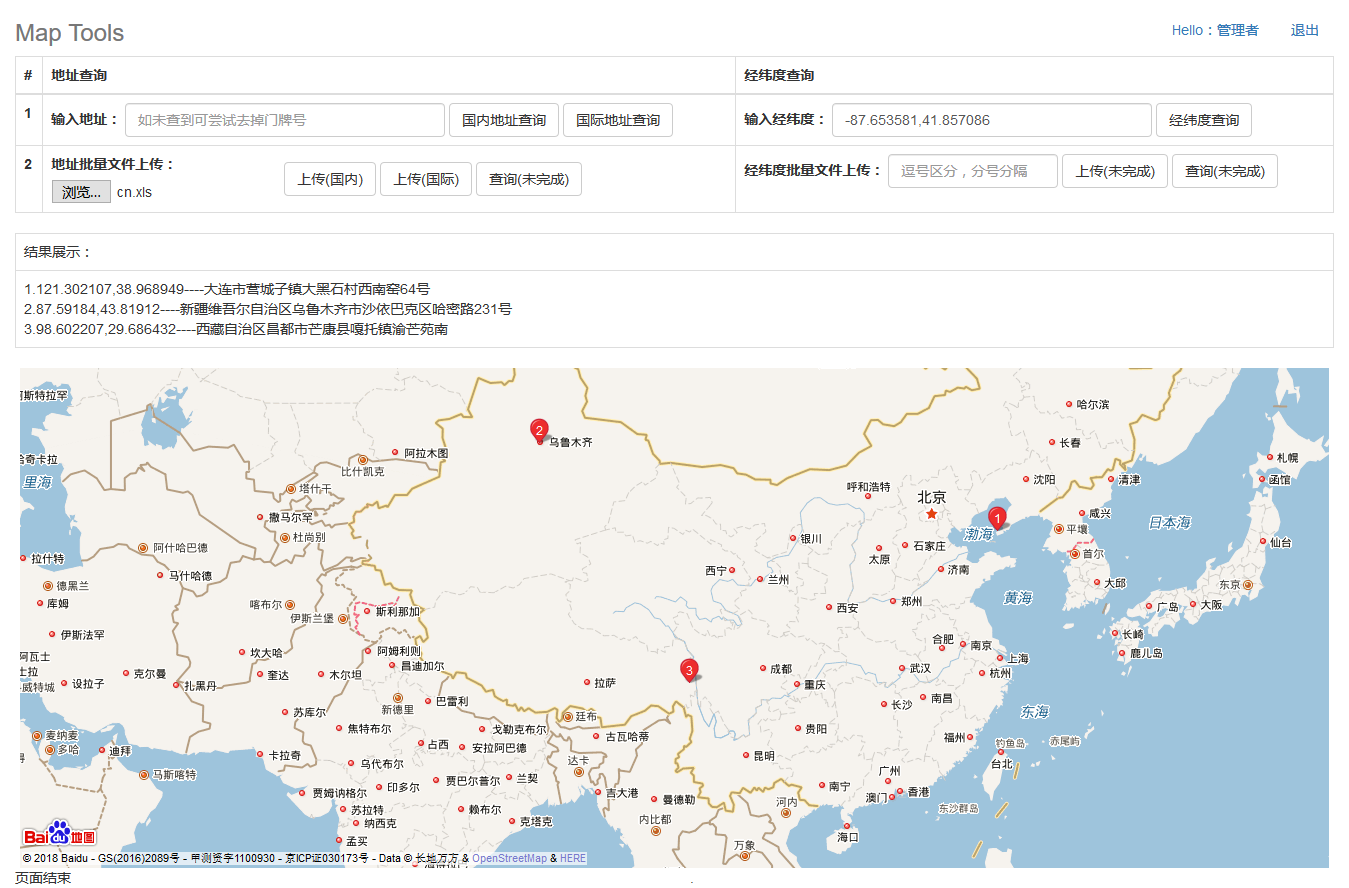 Map Tools
Hello：管理者 退出
# 地址查询 经纬度查询
1 输入地址： 如未查到可尝试去掉门牌号 国内地址查询 国际地址查询 输入经纬度： -87.653581,41.857086 经纬度查询
2 地址批量文件上传：
浏览... cn.xls 上传(国内) 上传(国际) 查询(未完成) 经纬度批量文件上传： 逗号区分，分号分隔 上传(未完成) 查询(未完成)
结果展示：
1.121.302107,38.968949----大连市营城子镇大黑石村西南窑64号
2.87.59184,43.81912----新疆维吾尔自治区乌鲁木齐市沙依巴克区哈密路231号
3.98.602207,29.686432----西藏自治区昌都市芒康县嘎托镇渝芒苑南
斯特拉罕
哈尔滨
2
乌鲁木齐
长春
阿拉木图
奇卡拉
比什凯克
札幌
里海
沈阳
清津
函馆
塔什干
呼和浩特
北京
撒马尔罕
1
咸兴
日本海
平壤
杜尚别
渤海
银川
仙台
阿什哈巴德
石家庄
首尔
拉什特
太原
西宁
济南
马什哈德
兰州
大邱
德黑兰
东京
黄海
库姆
喀布尔
郑州
大阪
斯利那加
西安
广岛
伊斯兰堡
伊斯法罕
长崎
合肥
南京
阿姆利则
坎大哈
鹿儿岛
阿瓦士
上海
昌迪加尔
3
成都
武汉
士拉
克尔曼
奎达
木尔坦
杭州
威特城
设拉子
扎黑丹
拉萨
重庆
南昌
巴雷利
长沙
新德里
苏库尔
东海
廷布
焦特布尔
戈勒克布尔
贵阳
麦纳麦
古瓦哈蒂
福州
钓鱼岛
赤尾屿
多哈
迪拜
占西
安拉阿巴德
卡拉奇
昆明
达卡
台北
乌代布尔
广州
马斯喀特
贾巴尔普尔
兰契
南宁
印多尔
吉大港
香港
贾姆讷格尔
曼德勒
澳门
河内
东沙群岛
苏拉特
赖布尔
纳西克
克塔克
内比都
海口
孟买
万象
Bai du 地图
© 2018 Baidu - GS(2016)2089号 - 甲测资字1100930 - 京ICP证030173号 - Data © 长地万方 & OpenStreetMap & HERE
页面结束